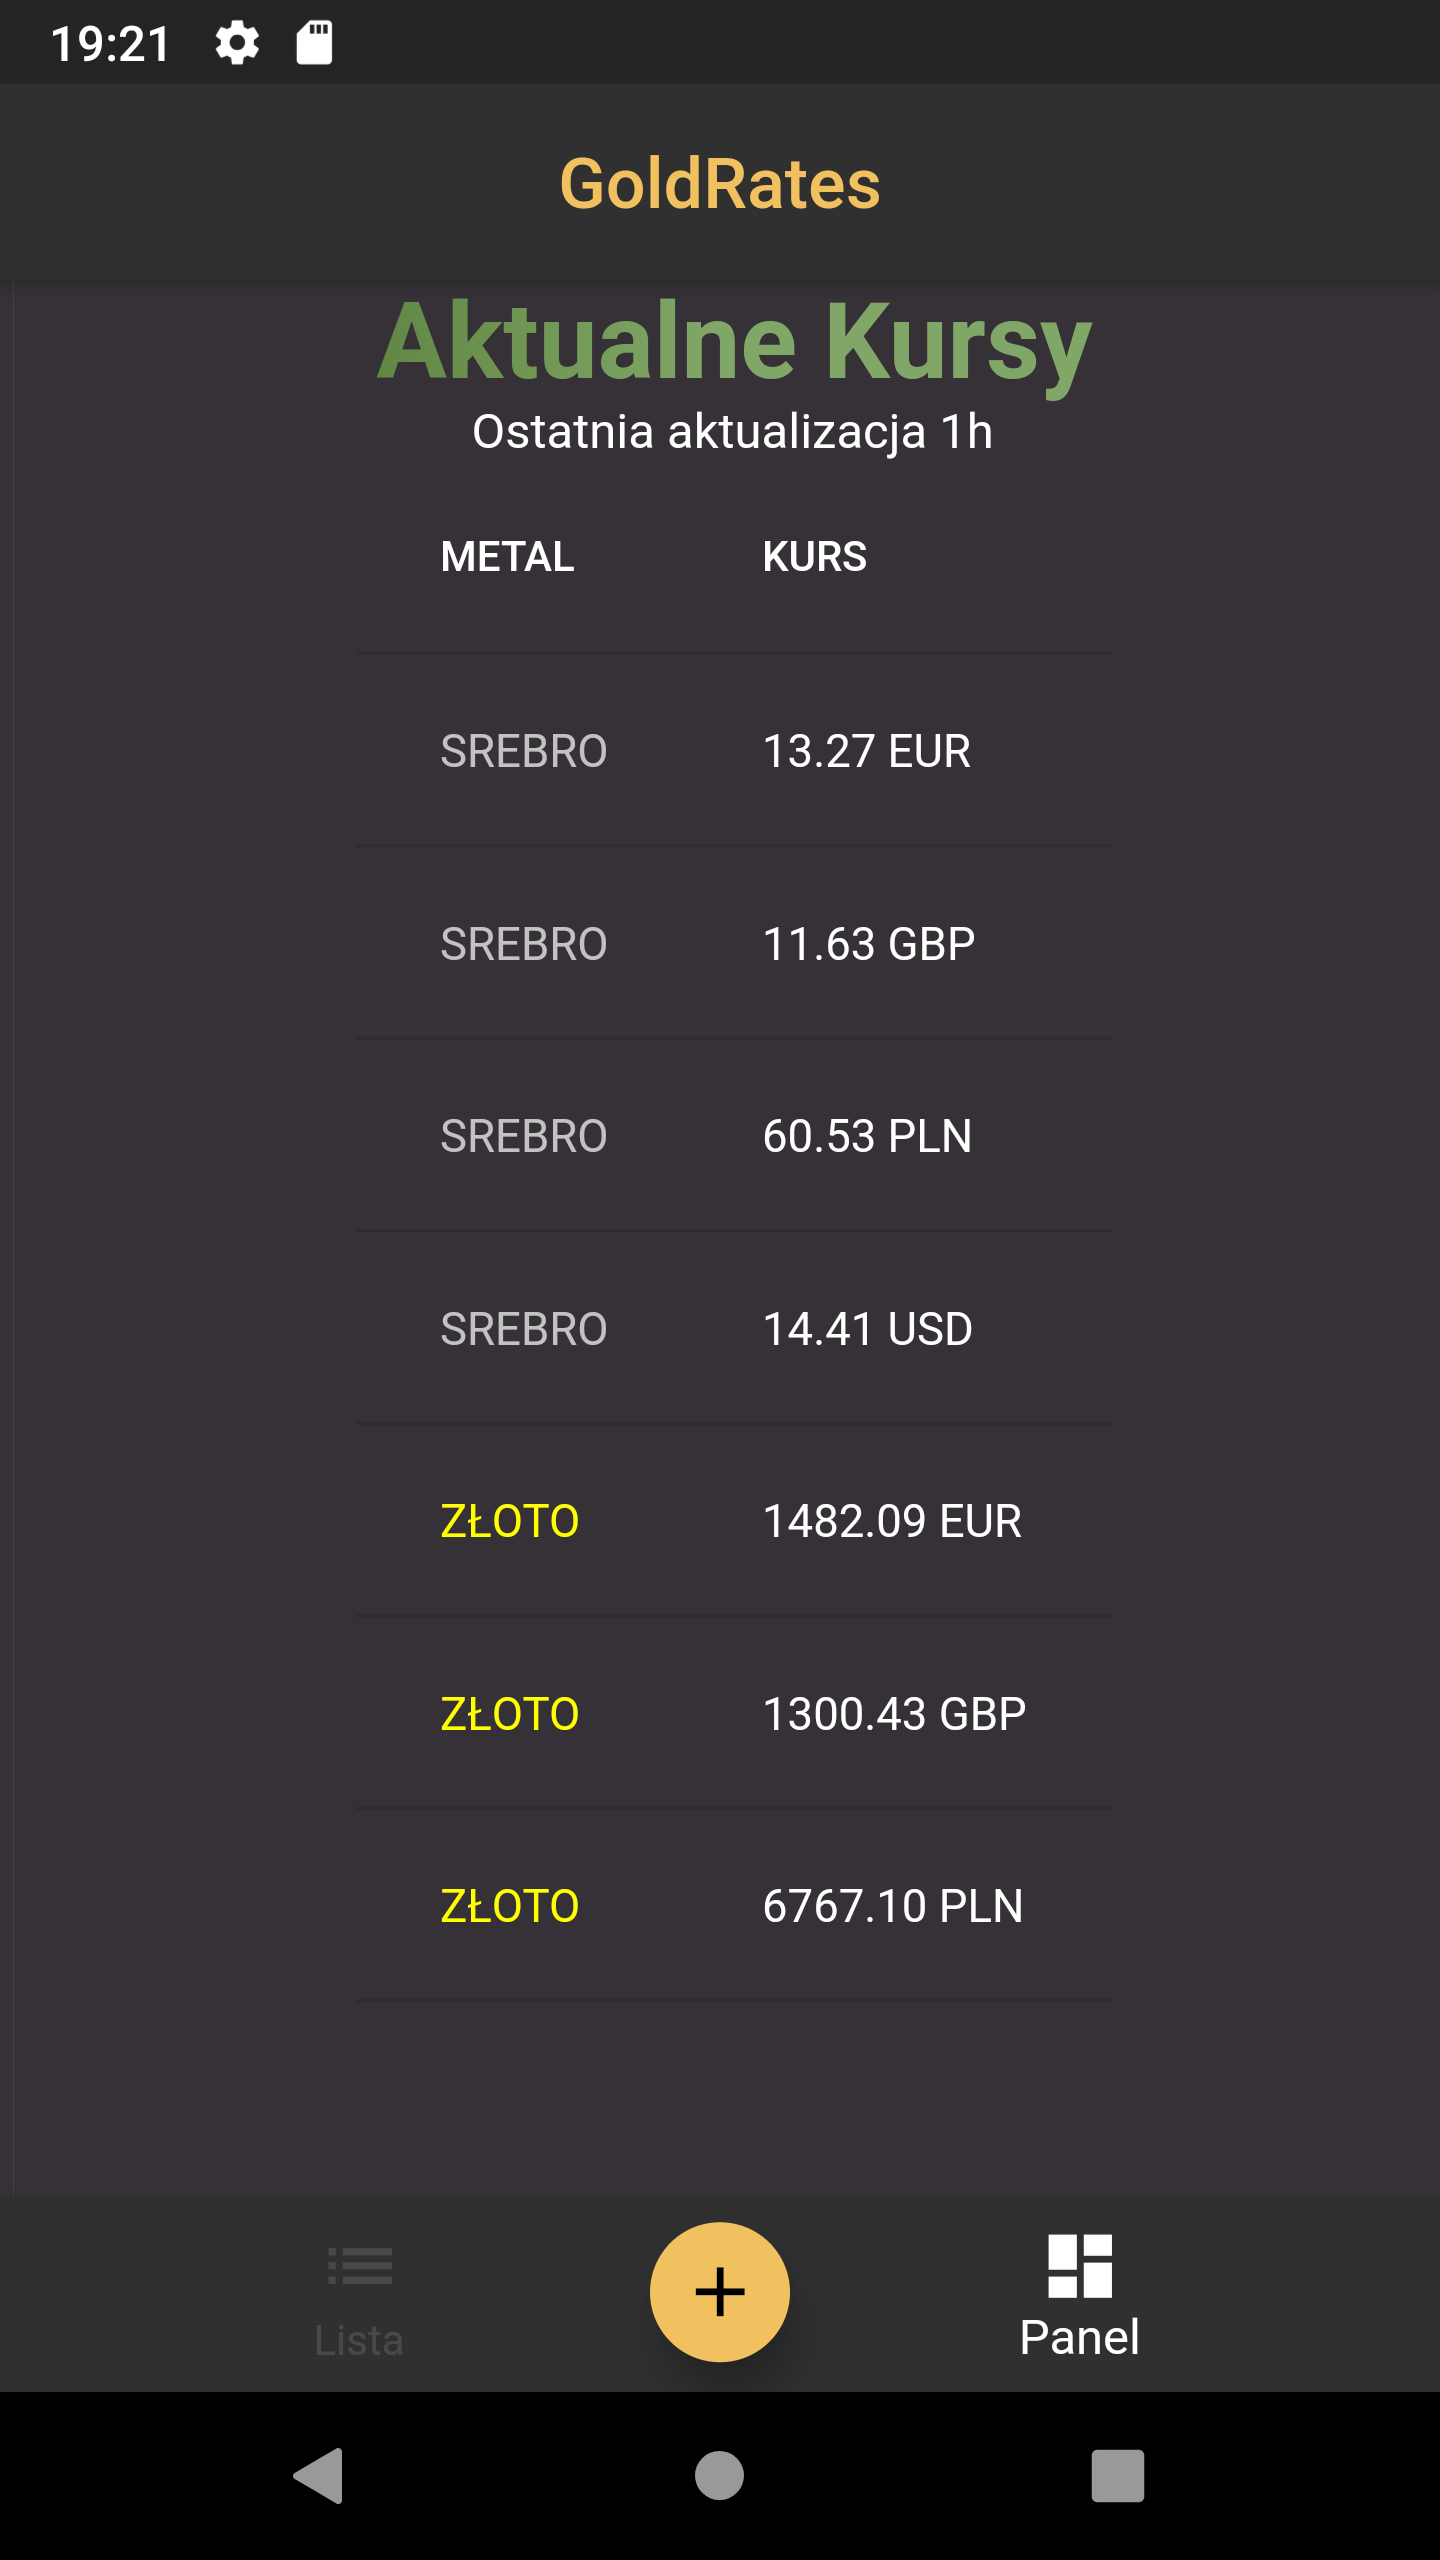 19:21
GoldRates
Aktualne Kursy
Ostatnia aktualizacja 1h
METAL KURS
SREBRO 13.27 EUR
SREBRO 11.63 GBP
SREBRO 60.53 PLN
SREBRO 14.41 USD
ZŁOTO 1482.09 EUR
ZŁOTO 1300.43 GBP
ZŁOTO 6767.10 PLN
Lista Panel